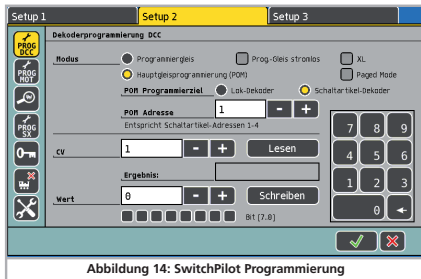 Setup 1 Setup 2 Setup 3
Dekoderprogrammierung DCC
PROG DCC
Modus Programmiergleis Prog.-Gleis stromlos XL
Hauptgleisprogrammierung (POM) Paged Mode
PROG MOT
POM Programmierziel Lok-Dekoder Schaltartikel-Dekoder
POM Adresse 1 - +
Entspricht Schaltartikel-Adressen 1-4
PROG SX
7 8 9
CV 1 - + Lesen
4 5 6
Ergebnis:
1 2 3
Wert 0 - + Schreiben
0
Bit [7.0]
Abbildung 14: SwitchPilot Programmierung